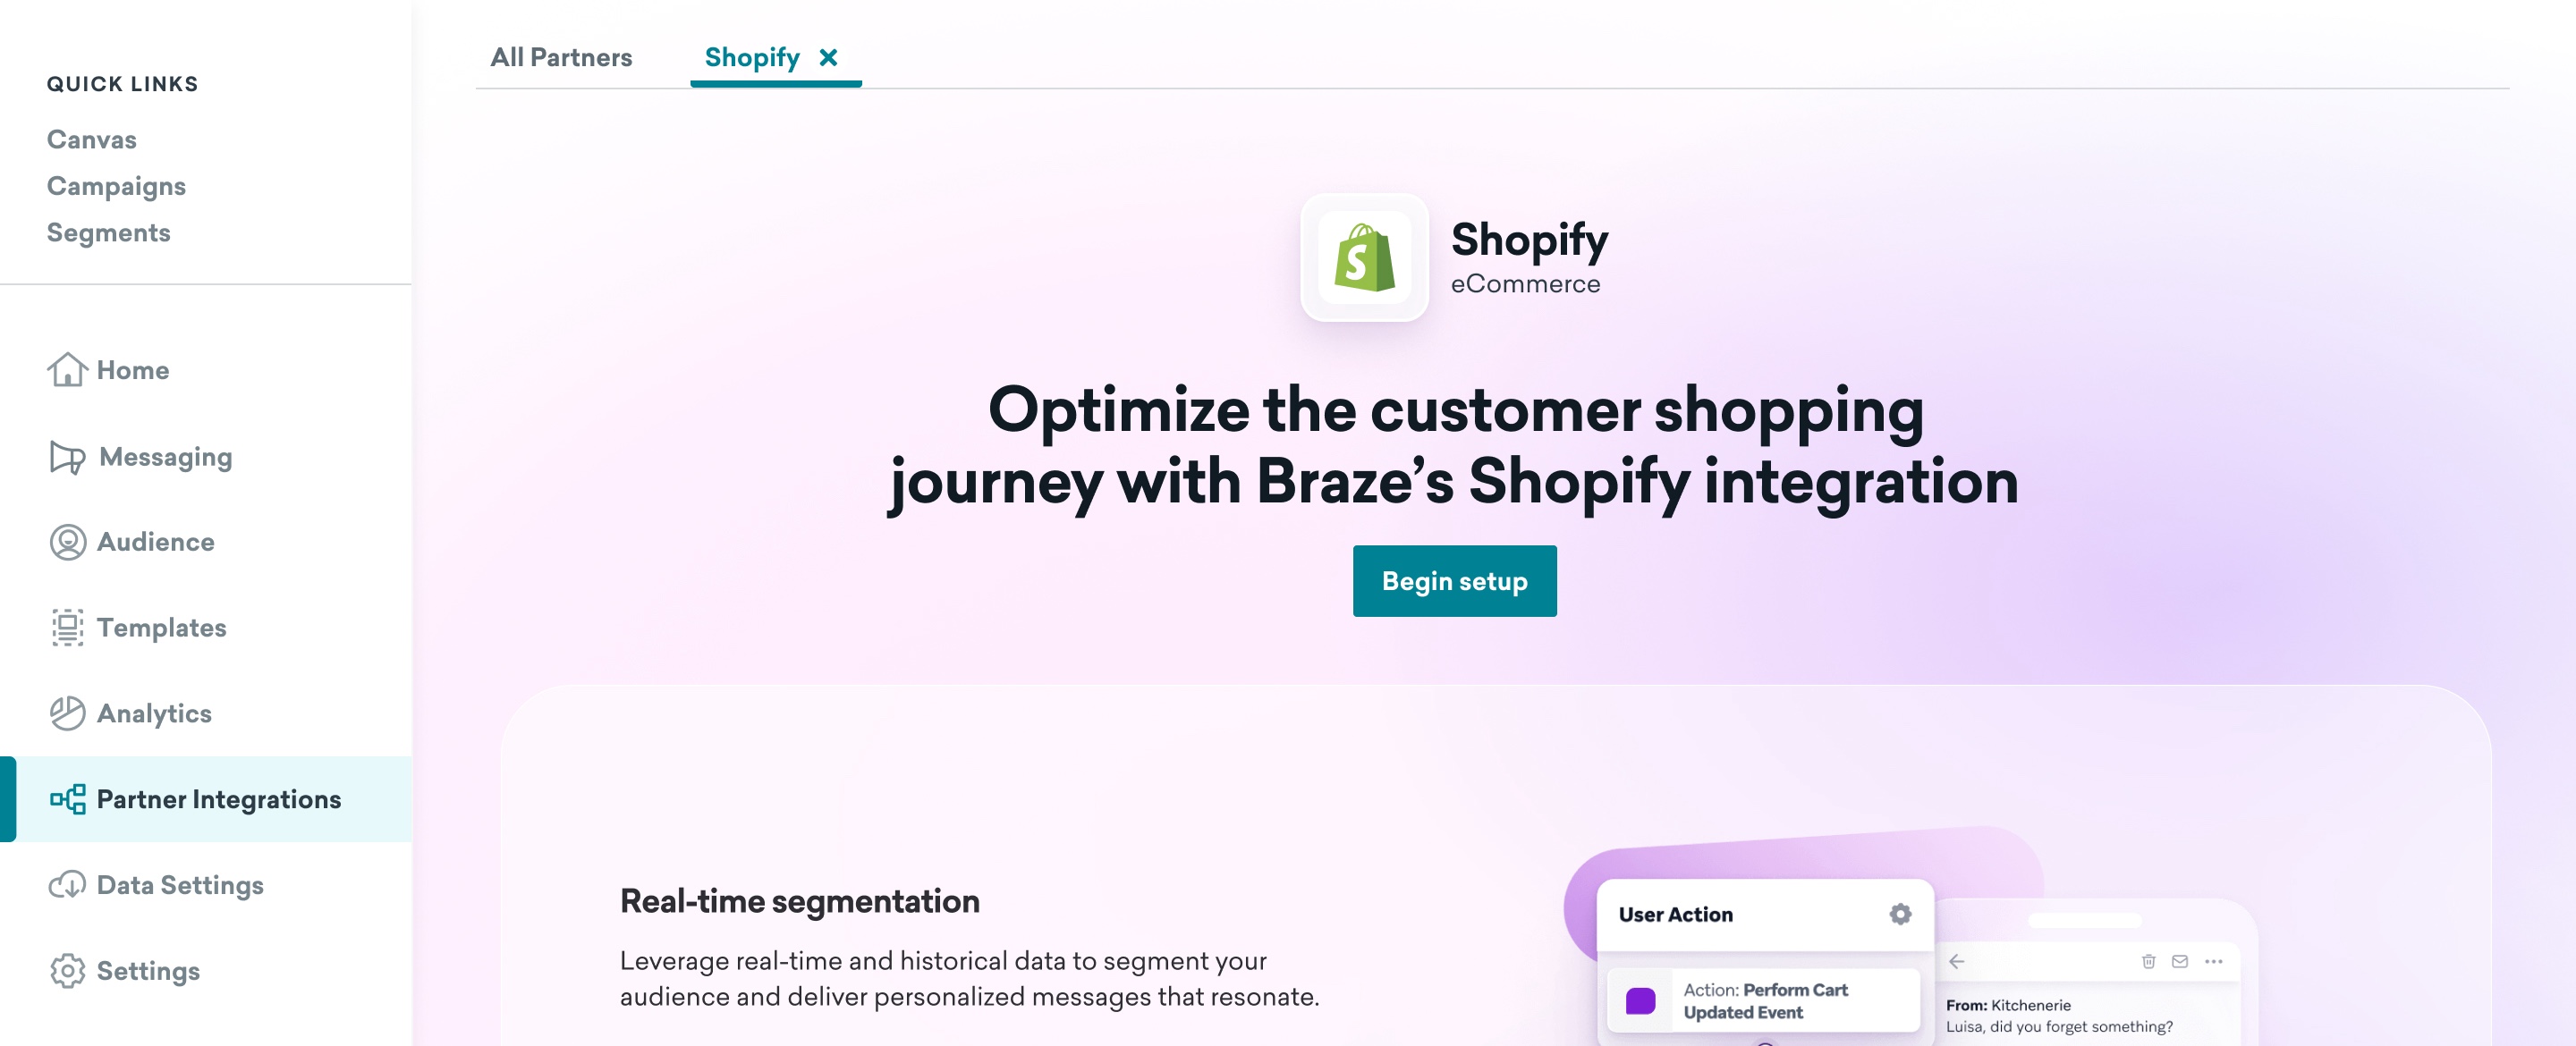 QUICK LINKS
Canvas
Campaigns
Segments
Home
Messaging
Audience
Templates
Analytics
Partner Integrations
Data Settings
Settings
All Partners
Shopify
Shopify
eCommerce
Optimize the customer shopping
journey with Braze’s Shopify integration
Begin setup
Real-time segmentation
Leverage real-time and historical data to segment your
audience and deliver personalized messages that resonate.
User Action
Action: Perform Cart
Updated Event
From: Kitchenerie
Luisa, did you forget something?